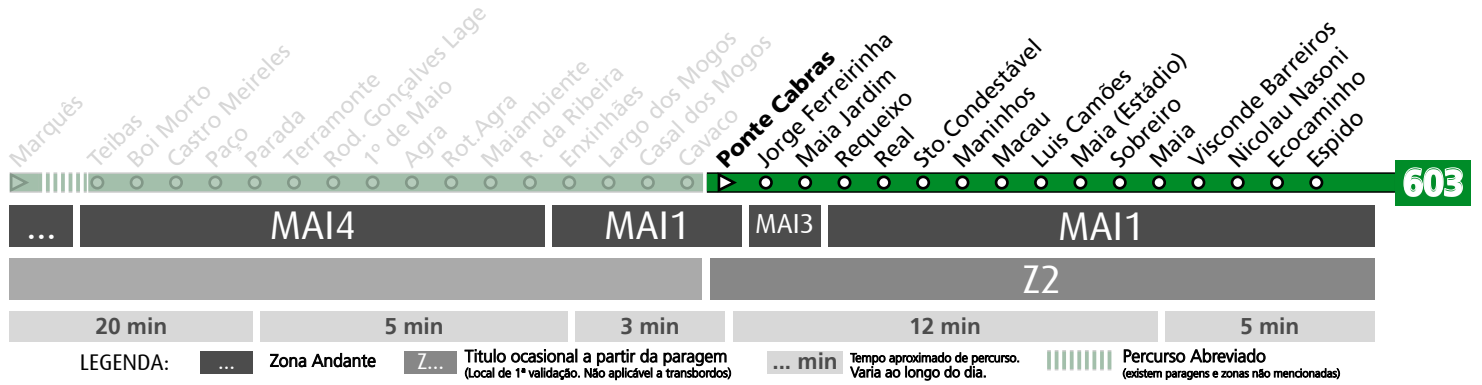 Marquês
Teibas
Boi Morto
Castro Meireles
Paço
Parada
Terramonte
Rod. Gonçalves Lage
1º de Maio
Agra
Rot.Agra
Maiambiente
R. da Ribeira
Enxinhães
Largo dos Mogos
Casal dos Mogos
Cavaco
Ponte Cabras
Jorge Ferreirinha
Maia Jardim
Requeixo
Real
Sto.Condestável
Maninhos
Macau
Luis Camões
Maia (Estádio)
Sobreiro
Maia
Visconde Barreiros
Nicolau Nasoni
Ecocaminho
Espido
603
... MAI4 MAI1 MAI3 MAI1
Z2
20 min 5 min 3 min 12 min 5 min
LEGENDA:
... Zona Andante
Z... Titulo ocasional a partir da paragem
(Local de 1ª validação. Não aplicável a transbordos)
... min Tempo aproximado de percurso.
Varia ao longo do dia.
Percurso Abreviado
(existem paragens e zonas não mencionadas)